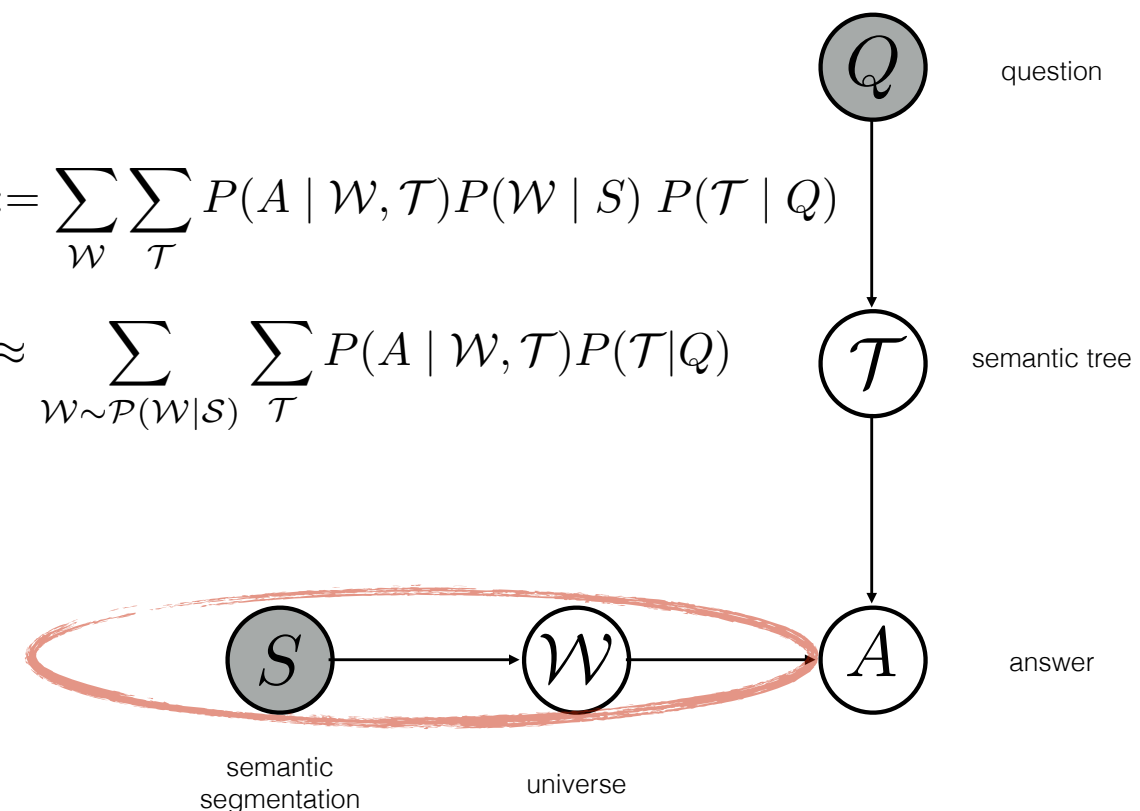 Q question
:= ∑_𝒲 ∑_𝒯 P(A | 𝒲, 𝒯)P(𝒲 | S) P(𝒯 | Q)
≈ ∑_{𝒲∼𝒫(𝒲|𝒮)} ∑_𝒯 P(A | 𝒲, 𝒯)P(𝒯|Q)
𝒯 semantic tree
S 𝒲 A answer
semantic
segmentation
universe